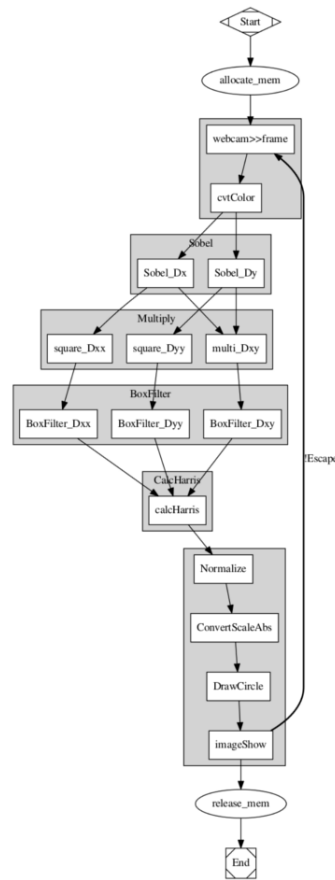 Start
allocate_mem
webcam>>frame
cvtColor
Sobel
Sobel_Dx Sobel_Dy
Multiply
square_Dxx square_Dyy multi_Dxy
BoxFilter
BoxFilter_Dxx BoxFilter_Dyy BoxFilter_Dxy
!Escape
CalcHarris
calcHarris
Normalize
ConvertScaleAbs
DrawCircle
imageShow
release_mem
End